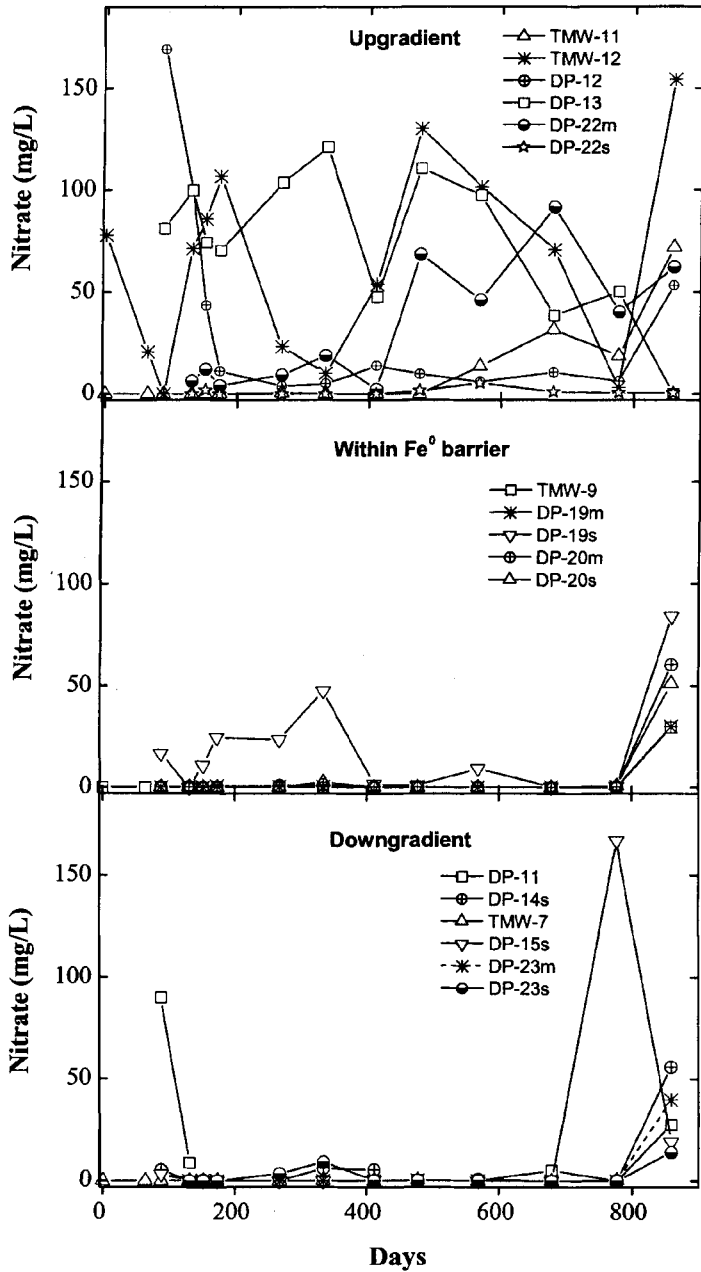 Upgradient
TMW-11
TMW-12
DP-12
DP-13
DP-22m
DP-22s
Nitrate (mg/L)
150
100
50
0
Within Fe⁰ barrier
TMW-9
DP-19m
DP-19s
DP-20m
DP-20s
Nitrate (mg/L)
150
100
50
0
Downgradient
DP-11
DP-14s
TMW-7
DP-15s
DP-23m
DP-23s
Nitrate (mg/L)
150
100
50
0
0 200 400 600 800
Days